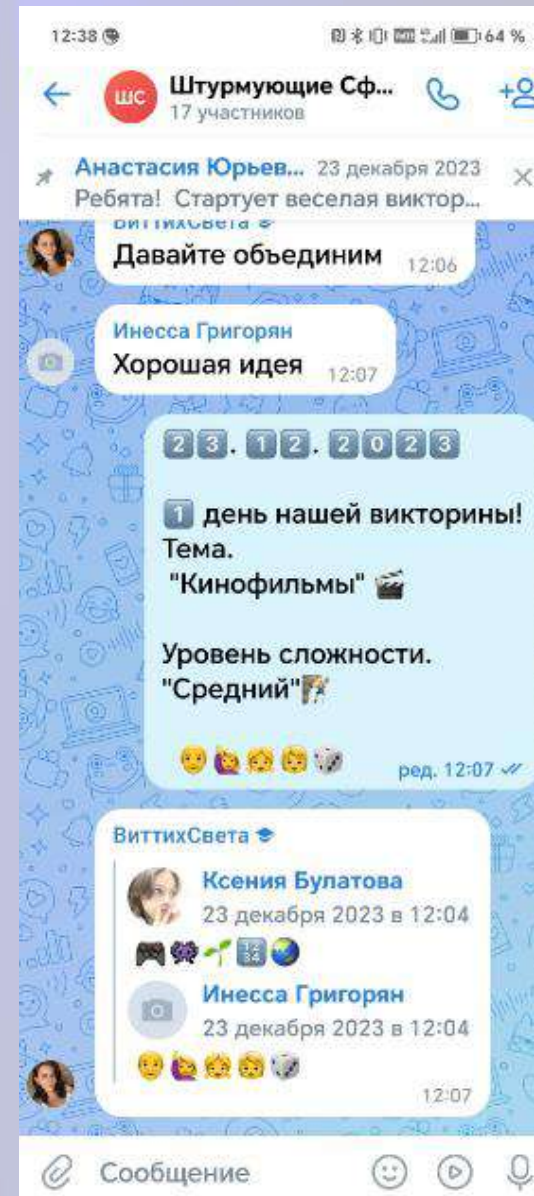 12:38
64 %
ШС
Штурмующие Сф...
17 участников
Анастасия Юрьев... 23 декабря 2023
Ребята! Стартует веселая виктор...
ВиттихСвета
Давайте объединим 12:06
Инесса Григорян
Хорошая идея 12:07
23. 12. 2023
1 день нашей викторины!
Тема.
"Кинофильмы"
Уровень сложности.
"Средний"
ред. 12:07
ВиттихСвета
Ксения Булатова
23 декабря 2023 в 12:04
Инесса Григорян
23 декабря 2023 в 12:04
12:07
Сообщение